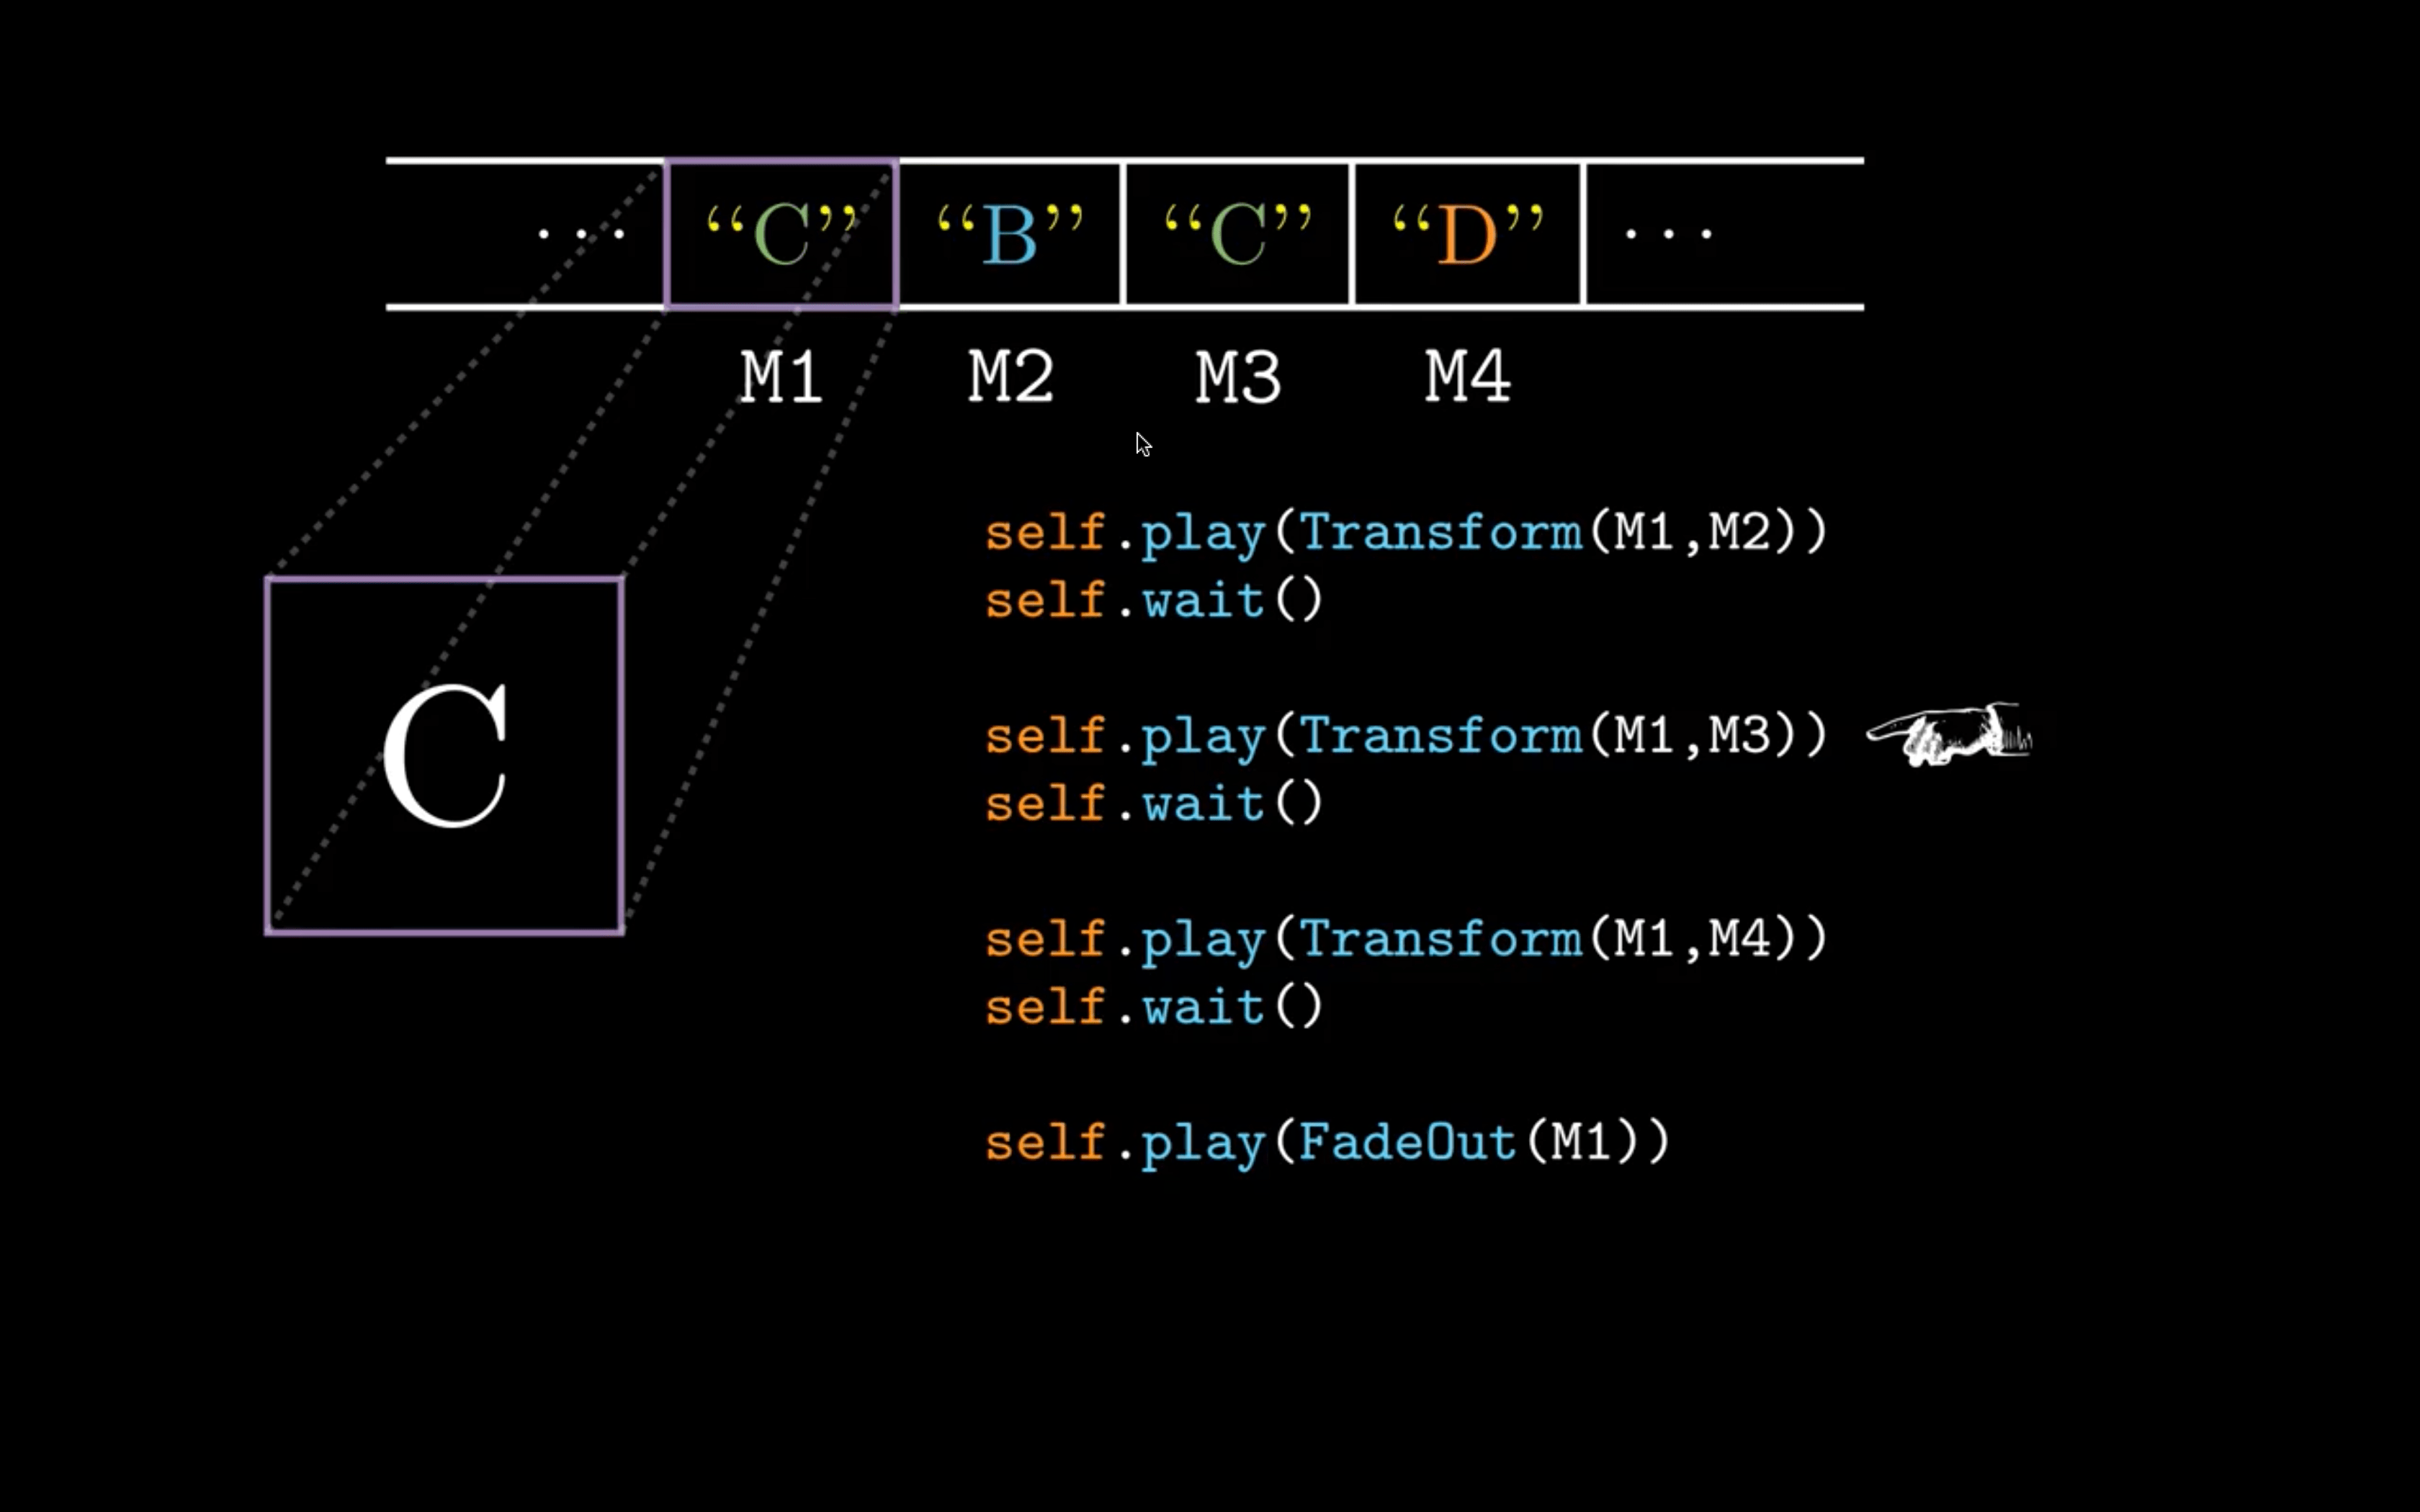 ... “C” “B” “C” “D” ...
M1 M2 M3 M4
self.play(Transform(M1,M2))
self.wait()
self.play(Transform(M1,M3))
C
self.wait()
self.play(Transform(M1,M4))
self.wait()
self.play(FadeOut(M1))